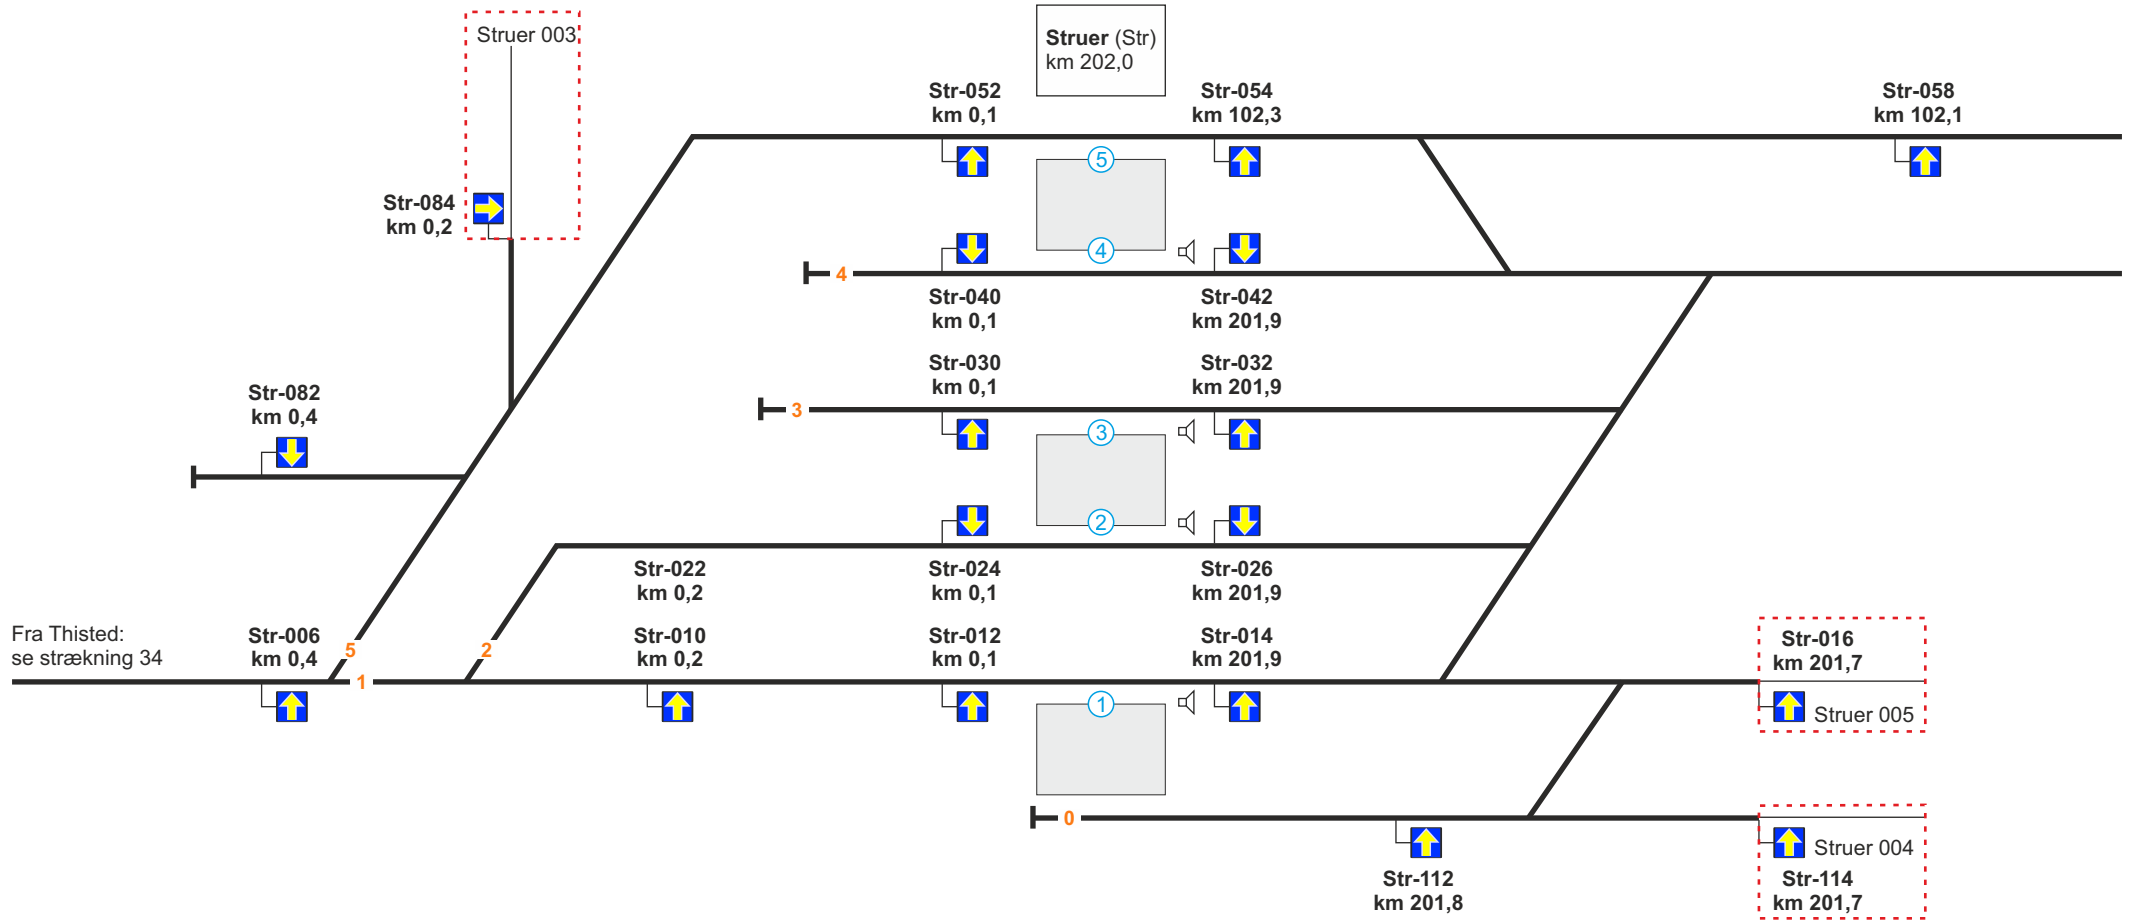 Struer 003
Struer (Str)
km 202,0
Str-052
km 0,1
Str-054
km 102,3
Str-058
km 102,1
5
Str-084
km 0,2
4
4
Str-040
km 0,1
Str-042
km 201,9
Str-030
km 0,1
Str-032
km 201,9
Str-082
km 0,4
3
3
2
Str-022
km 0,2
Str-024
km 0,1
Str-026
km 201,9
Fra Thisted:
se strækning 34
Str-006
km 0,4
5
2
Str-010
km 0,2
Str-012
km 0,1
Str-014
km 201,9
Str-016
km 201,7
1
1
Struer 005
0
Struer 004
Str-112
km 201,8
Str-114
km 201,7